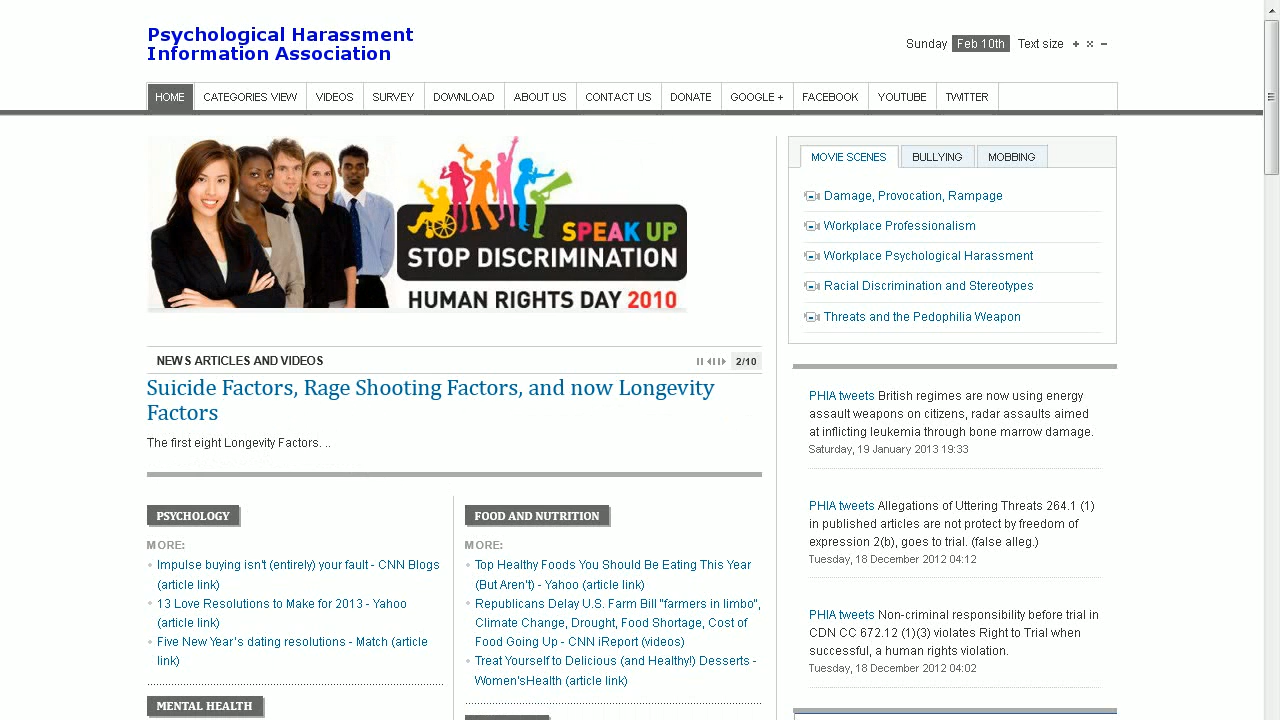 Psychological Harassment
Information Association
Sunday Feb 10th Text size + × −
HOME CATEGORIES VIEW VIDEOS SURVEY DOWNLOAD ABOUT US CONTACT US DONATE GOOGLE + FACEBOOK YOUTUBE TWITTER
SPEAK UP
STOP DISCRIMINATION
HUMAN RIGHTS DAY 2010
NEWS ARTICLES AND VIDEOS 2/10
Suicide Factors, Rage Shooting Factors, and now Longevity
Factors
The first eight Longevity Factors. ..
PSYCHOLOGY
MORE:
Impulse buying isn't (entirely) your fault - CNN Blogs
(article link)
13 Love Resolutions to Make for 2013 - Yahoo
(article link)
Five New Year's dating resolutions - Match (article
link)
MENTAL HEALTH
FOOD AND NUTRITION
MORE:
Top Healthy Foods You Should Be Eating This Year
(But Aren't) - Yahoo (article link)
Republicans Delay U.S. Farm Bill "farmers in limbo",
Climate Change, Drought, Food Shortage, Cost of
Food Going Up - CNN iReport (videos)
Treat Yourself to Delicious (and Healthy!) Desserts -
Women'sHealth (article link)
MOVIE SCENES BULLYING MOBBING
Damage, Provocation, Rampage
Workplace Professionalism
Workplace Psychological Harassment
Racial Discrimination and Stereotypes
Threats and the Pedophilia Weapon
PHIA tweets British regimes are now using energy
assault weapons on citizens, radar assaults aimed
at inflicting leukemia through bone marrow damage.
Saturday, 19 January 2013 19:33
PHIA tweets Allegations of Uttering Threats 264.1 (1)
in published articles are not protect by freedom of
expression 2(b), goes to trial. (false alleg.)
Tuesday, 18 December 2012 04:12
PHIA tweets Non-criminal responsibility before trial in
CDN C C 672.12 (1)(3) violates Right to Trial when
successful, a human rights violation.
Tuesday, 18 December 2012 04:02